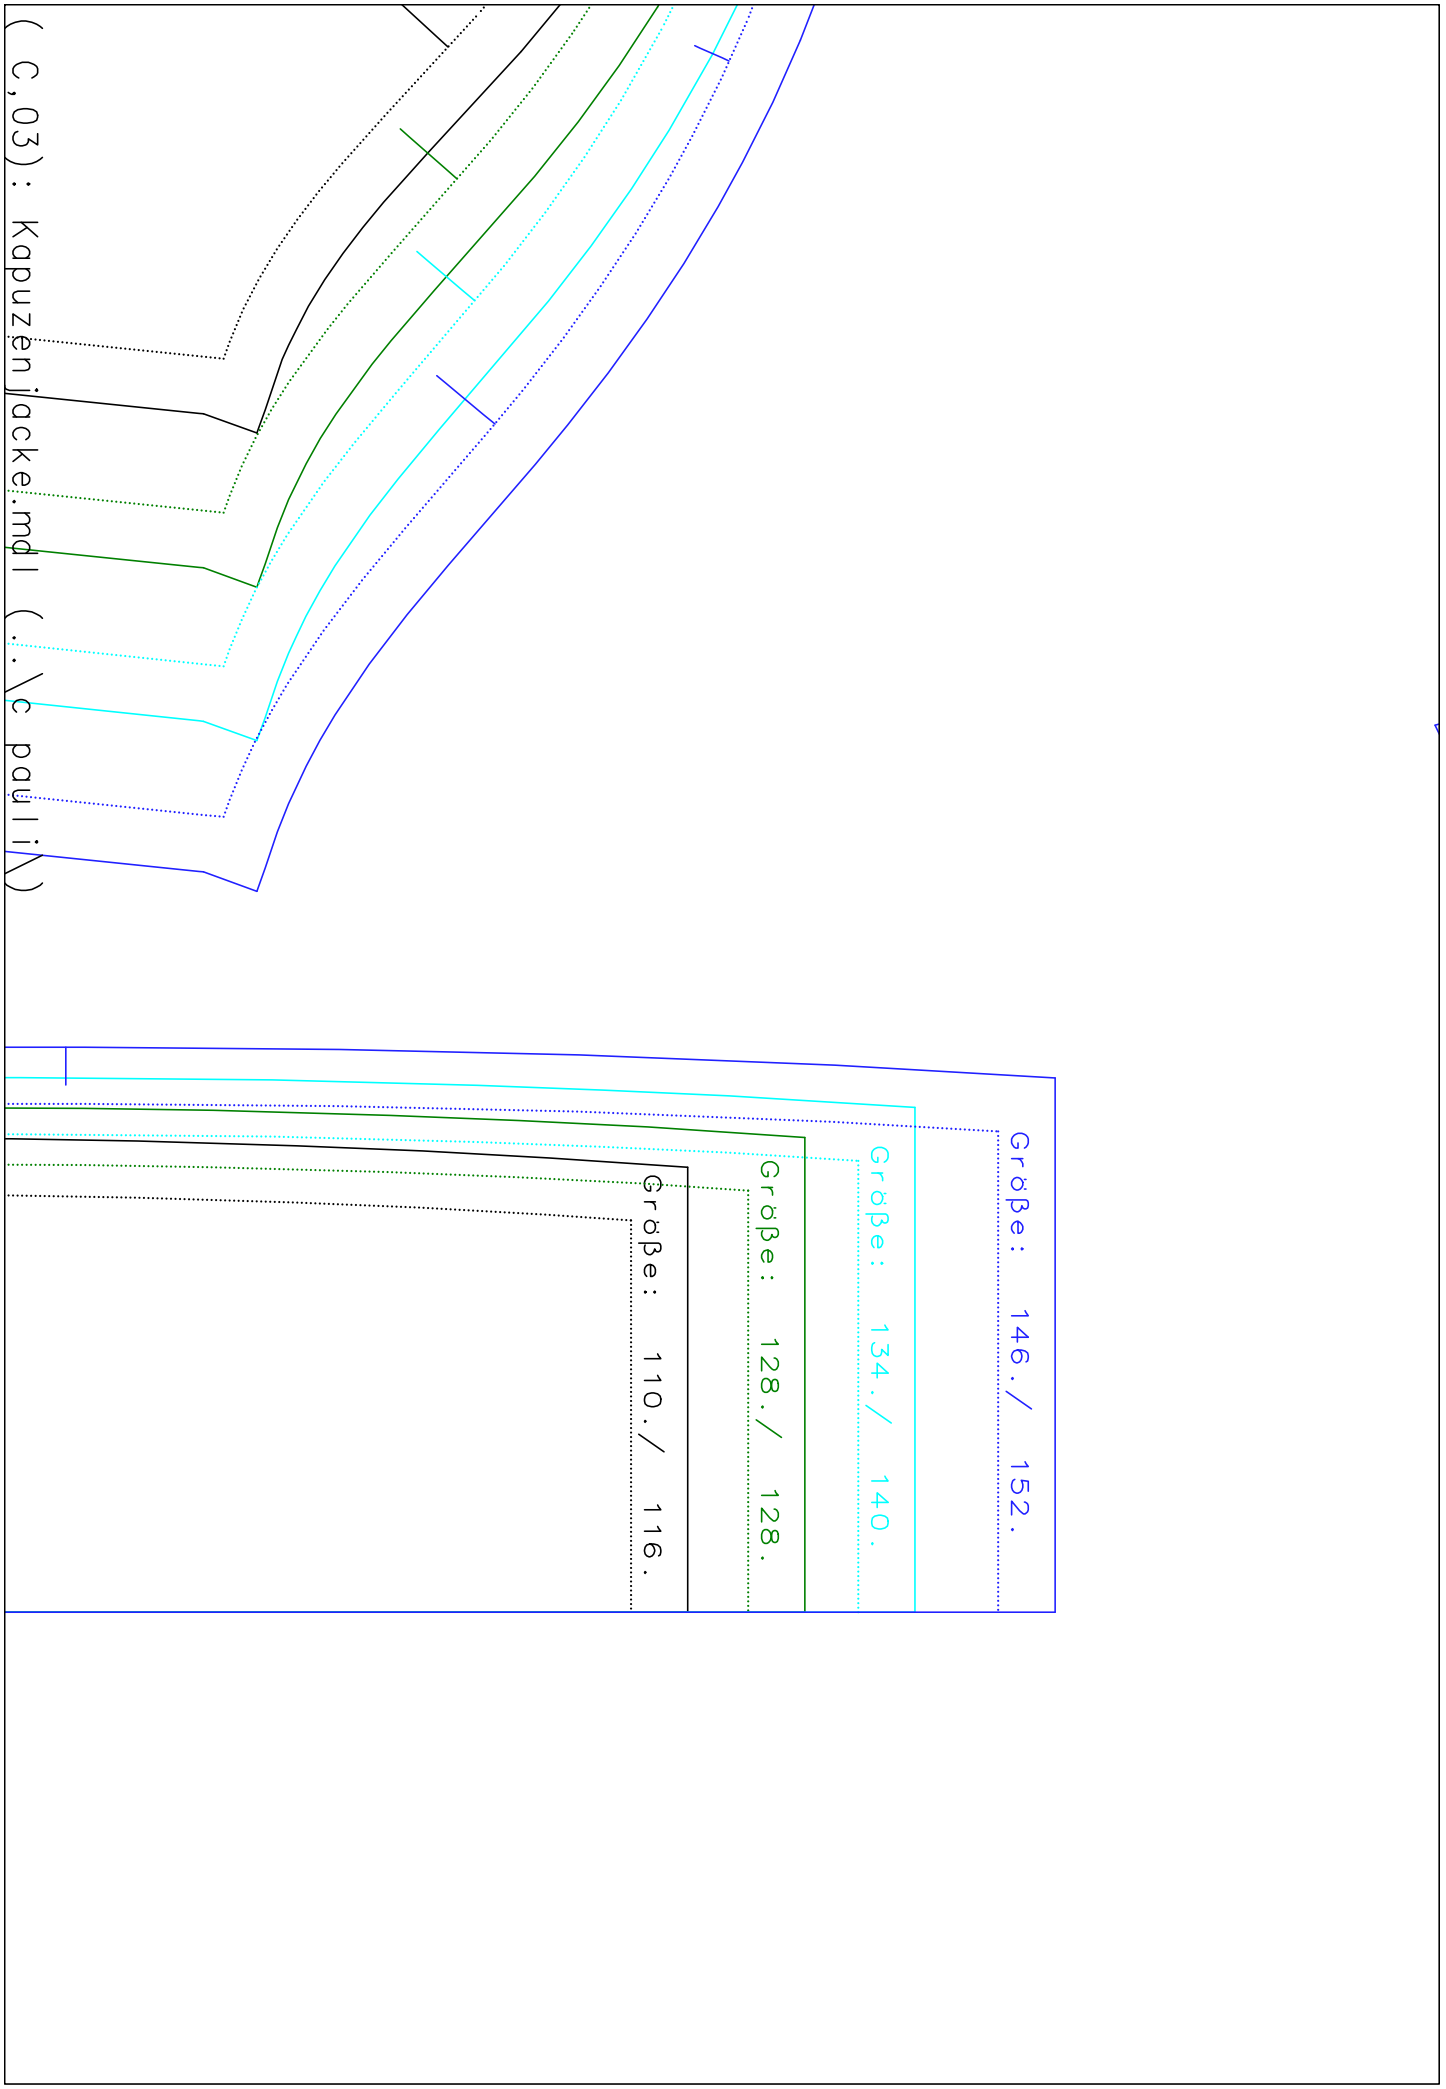 ( C,03): Kapuzenjacke.mdl (..\c pauli\)
Größe: 146./ 152.
Größe: 134./ 140.
Größe: 128./ 128.
Größe: 110./ 116.